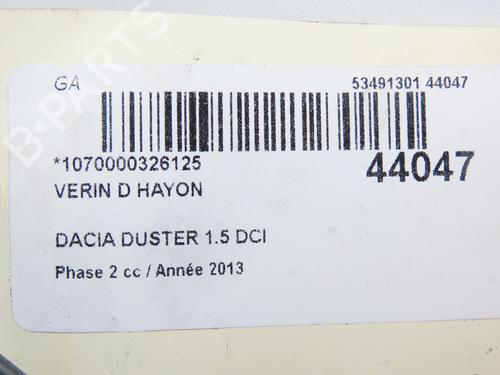 GA
53491301 44047
*1070000326125
44047
VERIN D HAYON
DACIA DUSTER 1.5 DCI
Phase 2 cc / Année 2013
B-PARTS